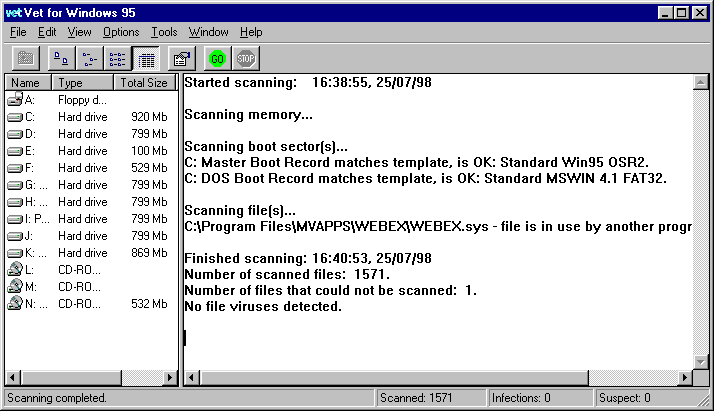 vet Vet for Windows 95
File Edit View Options Tools Window Help
GO STOP
Name Type Total Size
A: Floppy d...
C: Hard drive 920 Mb
D: Hard drive 799 Mb
E: Hard drive 100 Mb
F: Hard drive 529 Mb
G: ... Hard drive 799 Mb
H: ... Hard drive 799 Mb
I: P... Hard drive 799 Mb
J: Hard drive 799 Mb
K: ... Hard drive 869 Mb
L: CD-RO...
M: CD-RO...
N: ... CD-RO... 532 Mb
Started scanning: 16:38:55, 25/07/98
Scanning memory...
Scanning boot sector(s)...
C: Master Boot Record matches template, is OK: Standard Win95 OSR2.
C: DOS Boot Record matches template, is OK: Standard MSWIN 4.1 FAT32.
Scanning file(s)...
C:\Program Files\MVAPPS\WEBEX\WEBEX.sys - file is in use by another progr
Finished scanning: 16:40:53, 25/07/98
Number of scanned files: 1571.
Number of files that could not be scanned: 1.
No file viruses detected.
Scanning completed. Scanned: 1571 Infections: 0 Suspect: 0